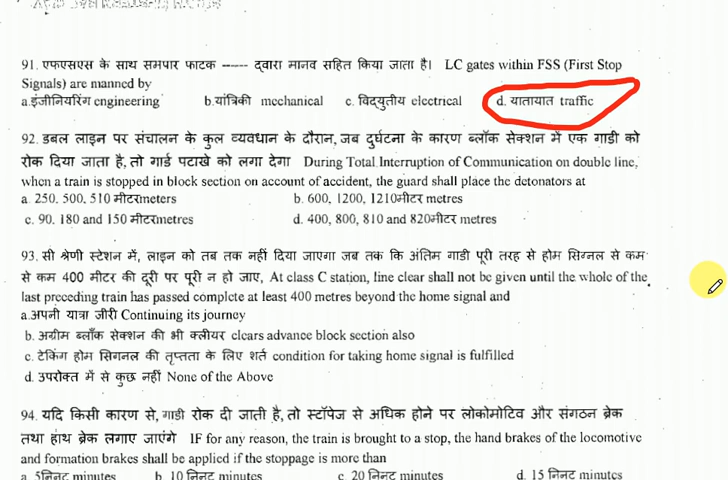 91. एफएसएस के साथ समपार फाटक ------ द्वारा मानव सहित किया जाता है। LC gates within FSS (First Stop
Signals) are manned by
a.इंजीनियरिंग engineering b.यांत्रिकी mechanical c. विद्युतीय electrical d. यातायात traffic
92. डबल लाइन पर संचालन के कुल व्यवधान के दौरान, जब दुर्घटना के कारण ब्लॉक सेक्शन में एक गाडी को
रोक दिया जाता है, तो गार्ड पटाखे को लगा देगा During Total Interruption of Communication on double line,
when a train is stopped in block section on account of accident, the guard shall place the detonators at
a. 250, 500, 510 मीटरmeters b. 600, 1200, 1210मीटर metres
c. 90, 180 and 150 मीटरmetres d. 400, 800, 810 and 820मीटर metres
93. सी श्रेणी स्टेशन में, लाइन को तब तक नहीं दिया जाएगा जब तक कि अंतिम गाडी पूरी तरह से होम सिग्नल से कम
से कम 400 मीटर की दूरी पर पूरी न हो जाए, At class C station, line clear shall not be given until the whole of the
last preceding train has passed complete at least 400 metres beyond the home signal and
a.अपनी यात्रा जीरी Continuing its journey
b. अग्रीम ब्लॉक सेक्शन की भी क्लीयर clears advance block section also
c. टेकिंग होम सिगनल की तृप्तता के लिए शर्त condition for taking home signal is fulfilled
d. उपरोक्त में से कुछ नहीं None of the Above
94. यदि किसी कारण से, गाडी रोक दी जाती है, तो स्टॉपेज से अधिक होने पर लोकोमोटिव और संगठन ब्रेक
तथा हाथ ब्रेक लगाए जाएंगे IF for any reason, the train is brought to a stop, the hand brakes of the locomotive
and formation brakes shall be applied if the stoppage is more than
a. 5मिनट minutes b. 10 मिनट minutes c. 20 मिनट minutes d. 15 मिनट minutes